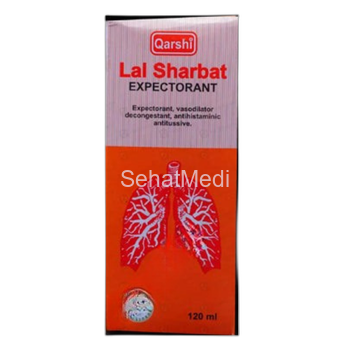 Qarshi
Lal Sharbat
EXPECTORANT
Expectorant, vasodilator
decongestant, antihistaminic
antitussive.
SehatMedi
120 ml